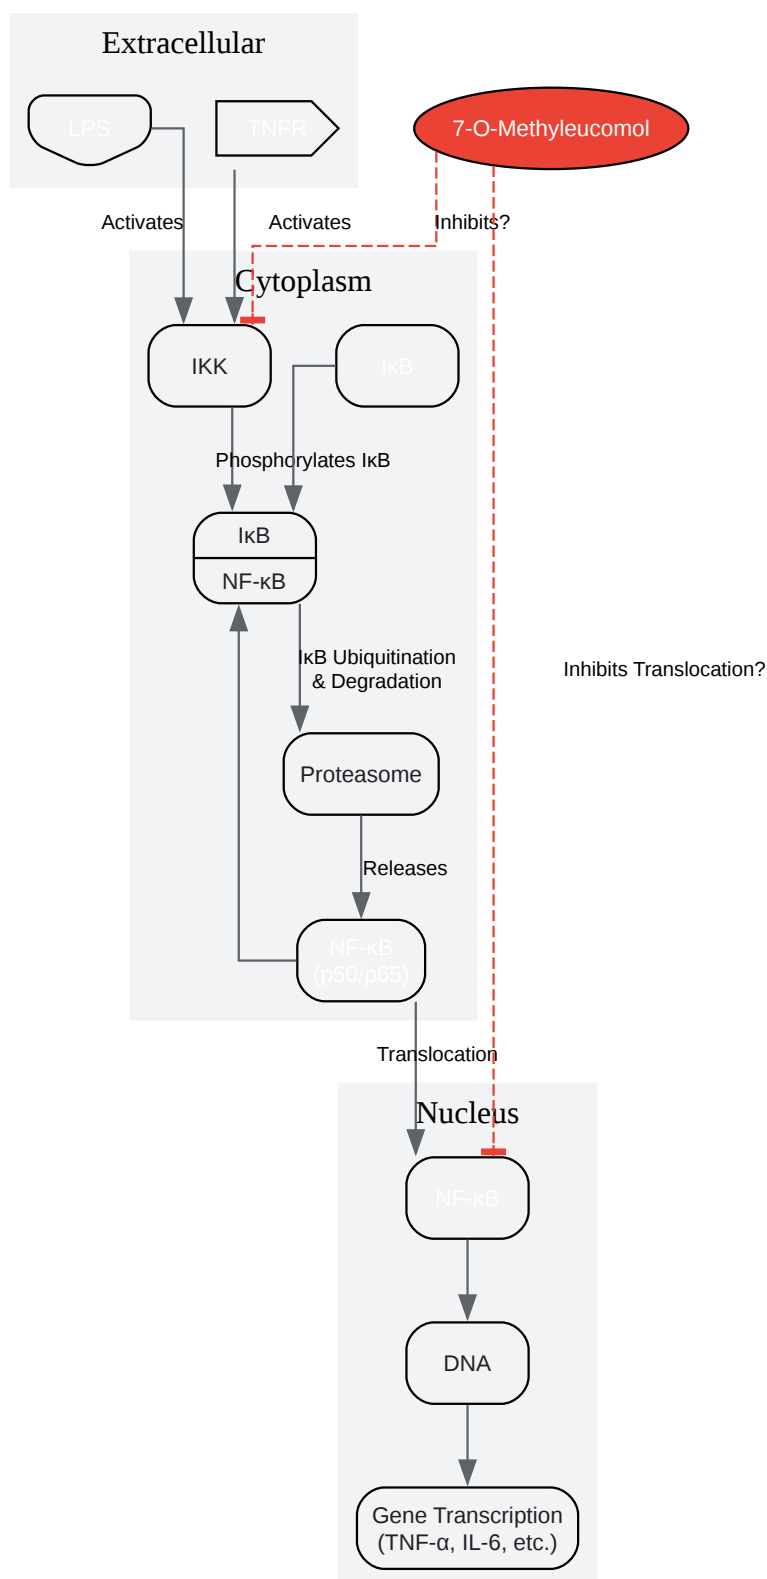 Extracellular
LPS
TNFR
7-O-Methyleucomol
Activates
Activates
Inhibits?
Cytoplasm
IKK
IκB
Phosphorylates IκB
IκB
NF-κB
IκB Ubiquitination
& Degradation
Inhibits Translocation?
Proteasome
Releases
NF-κB
(p50/p65)
Translocation
Nucleus
NF-κB
DNA
Gene Transcription
(TNF-α, IL-6, etc.)